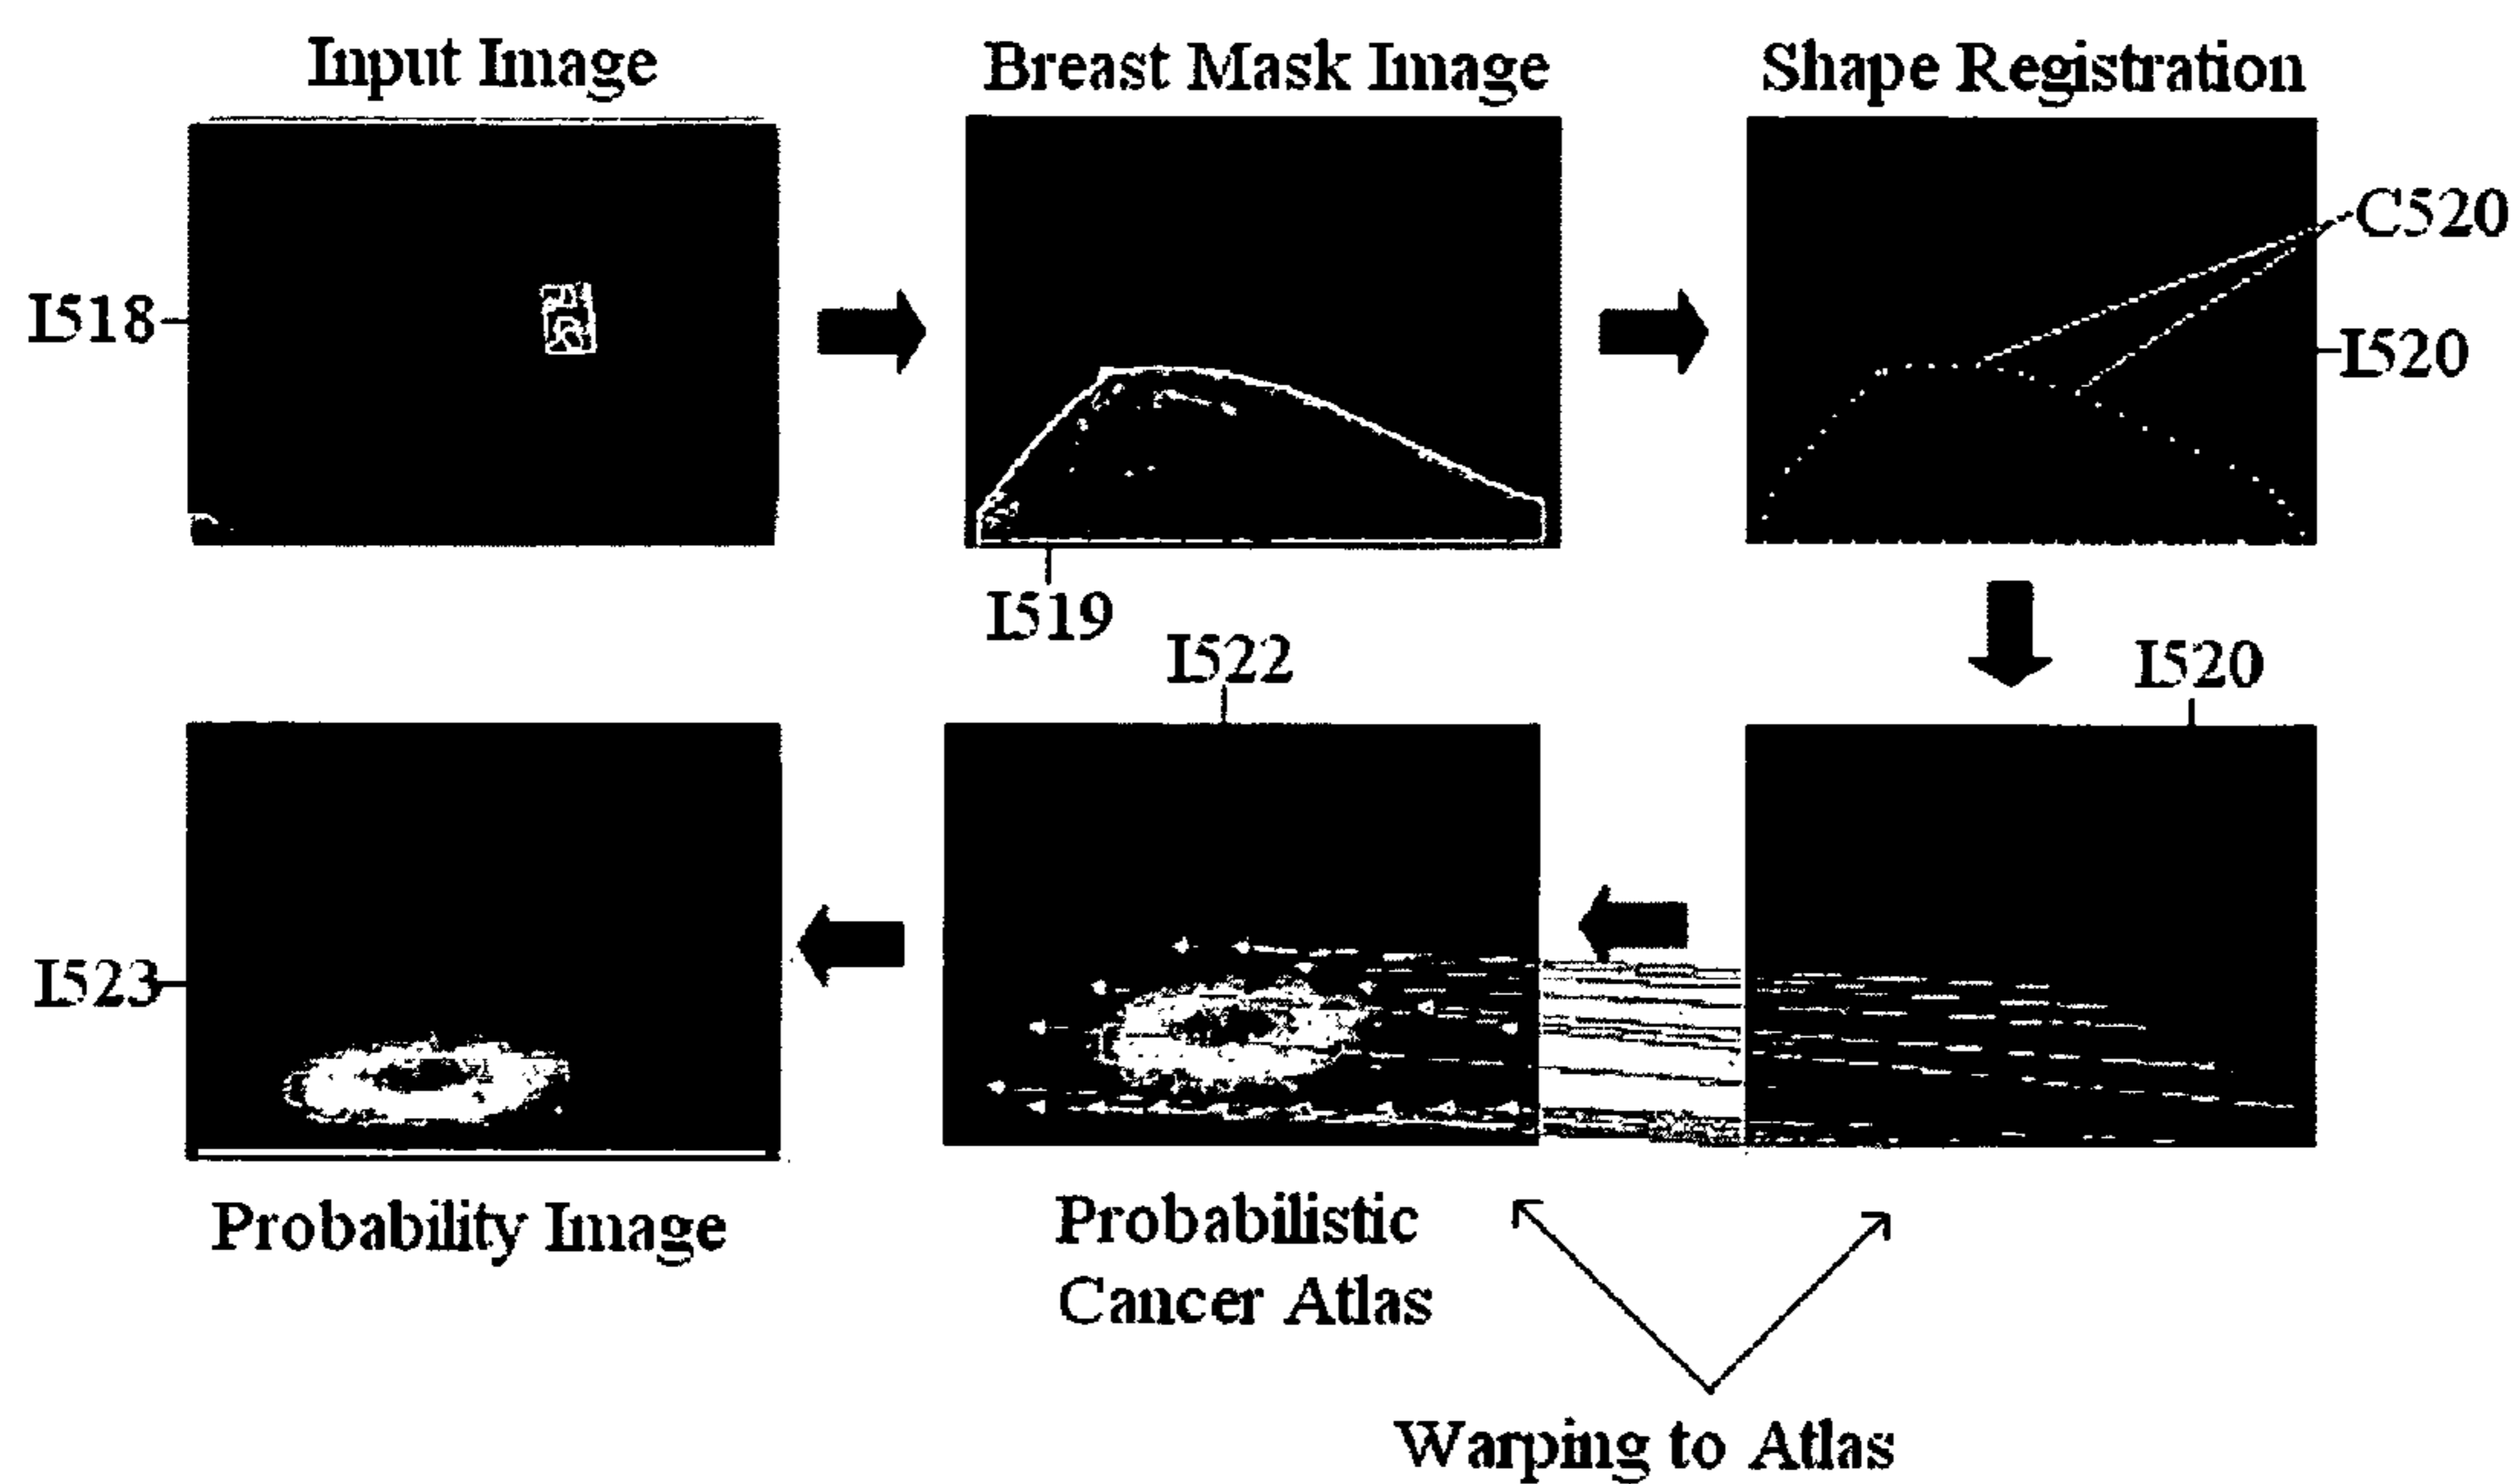 Input Image
Breast Mask Image
Shape Registration
C520
I518
I520
I519
I522
I520
I523
Probability Image
Probabilistic
Cancer Atlas
Warping to Atlas